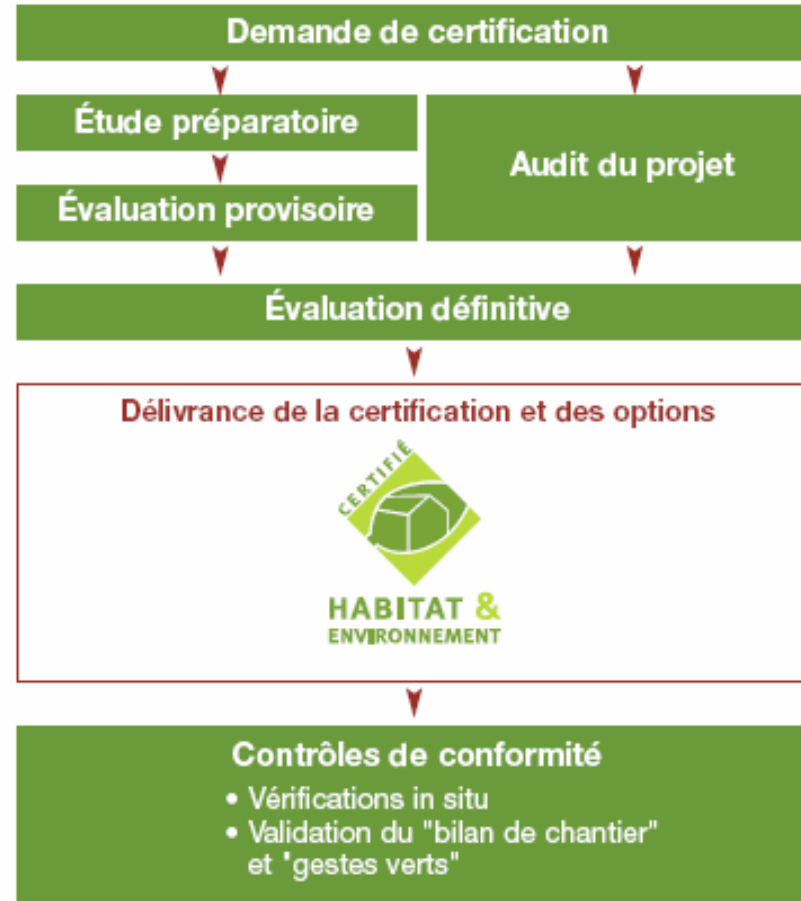 Demande de certification
Étude préparatoire
Évaluation provisoire
Audit du projet
Évaluation définitive
Délivrance de la certification et des options
CERTIFIÉ
HABITAT &
ENVIRONNEMENT
Contrôles de conformité
• Vérifications in situ
• Validation du "bilan de chantier"
et "gestes verts"